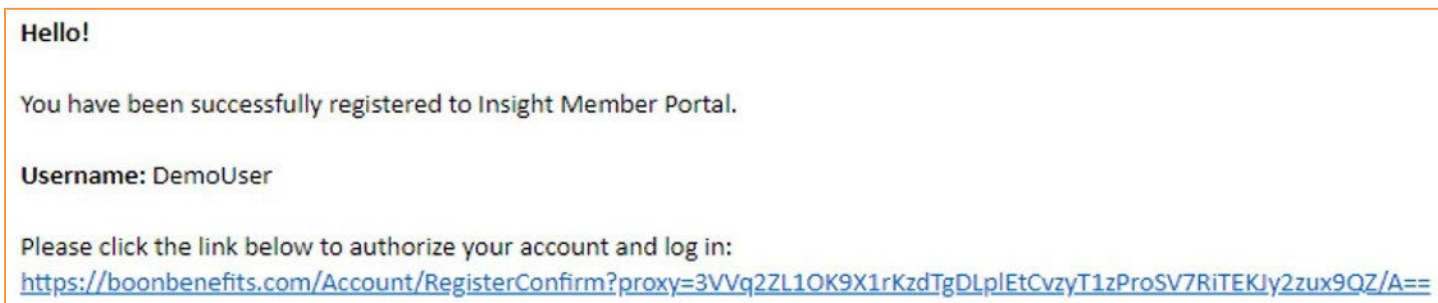 Hello!
You have been successfully registered to Insight Member Portal.
Username: DemoUser
Please click the link below to authorize your account and log in:
https://boonbenefits.com/Account/RegisterConfirm?proxy=3VVq2ZL1OK9X1rKzdTgDLplEtCvzyT1zProSV7RiTEKJy2zux9QZ/A==